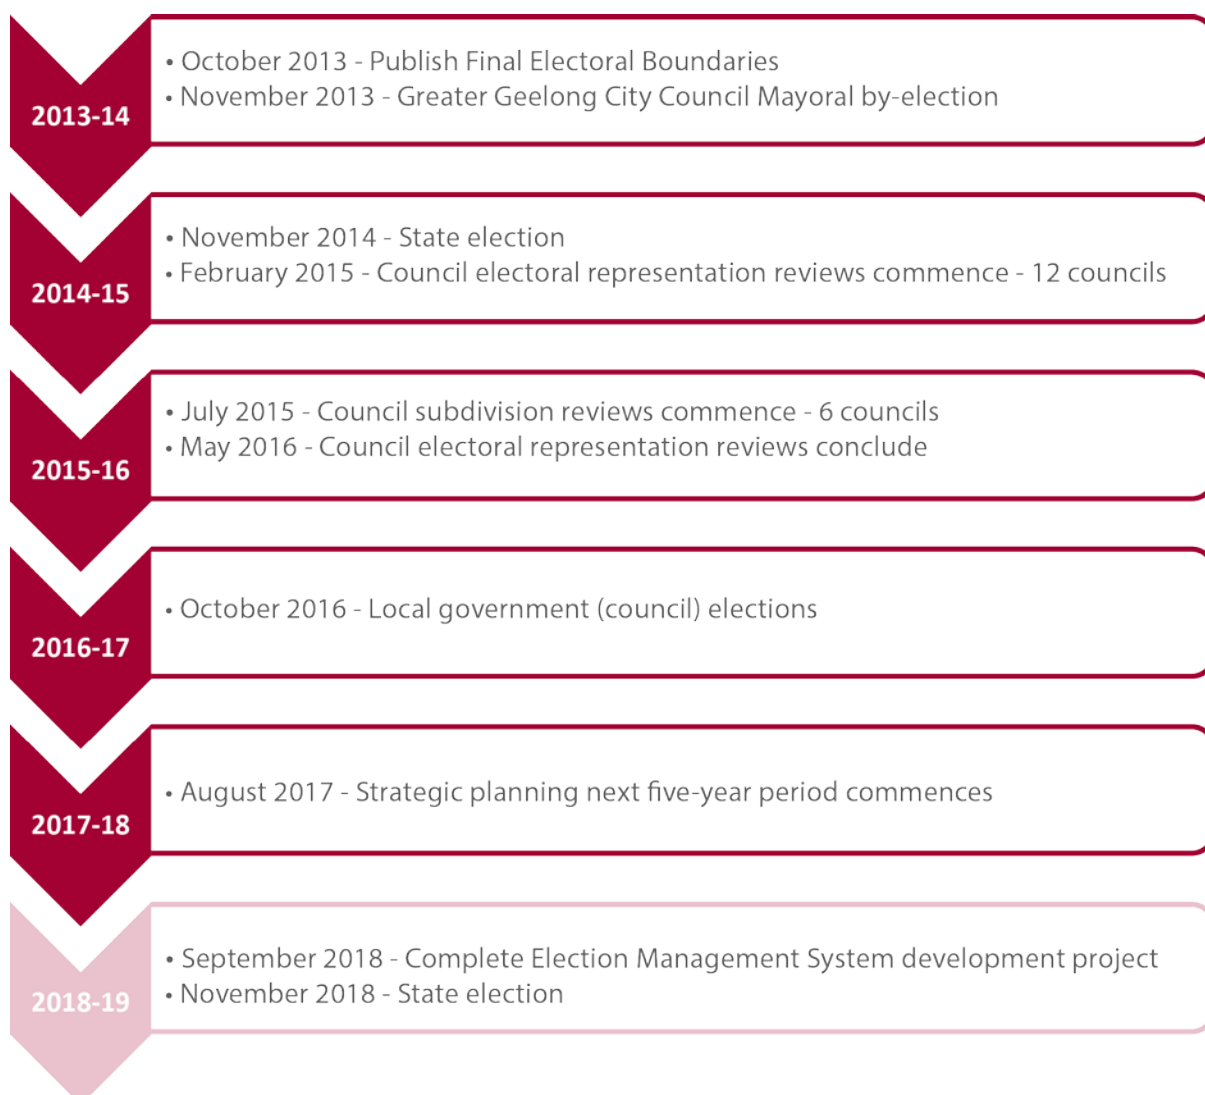 2013-14
• October 2013 - Publish Final Electoral Boundaries
• November 2013 - Greater Geelong City Council Mayoral by-election
2014-15
• November 2014 - State election
• February 2015 - Council electoral representation reviews commence - 12 councils
2015-16
• July 2015 - Council subdivision reviews commence - 6 councils
• May 2016 - Council electoral representation reviews conclude
2016-17
• October 2016 - Local government (council) elections
2017-18
• August 2017 - Strategic planning next five-year period commences
2018-19
• September 2018 - Complete Election Management System development project
• November 2018 - State election